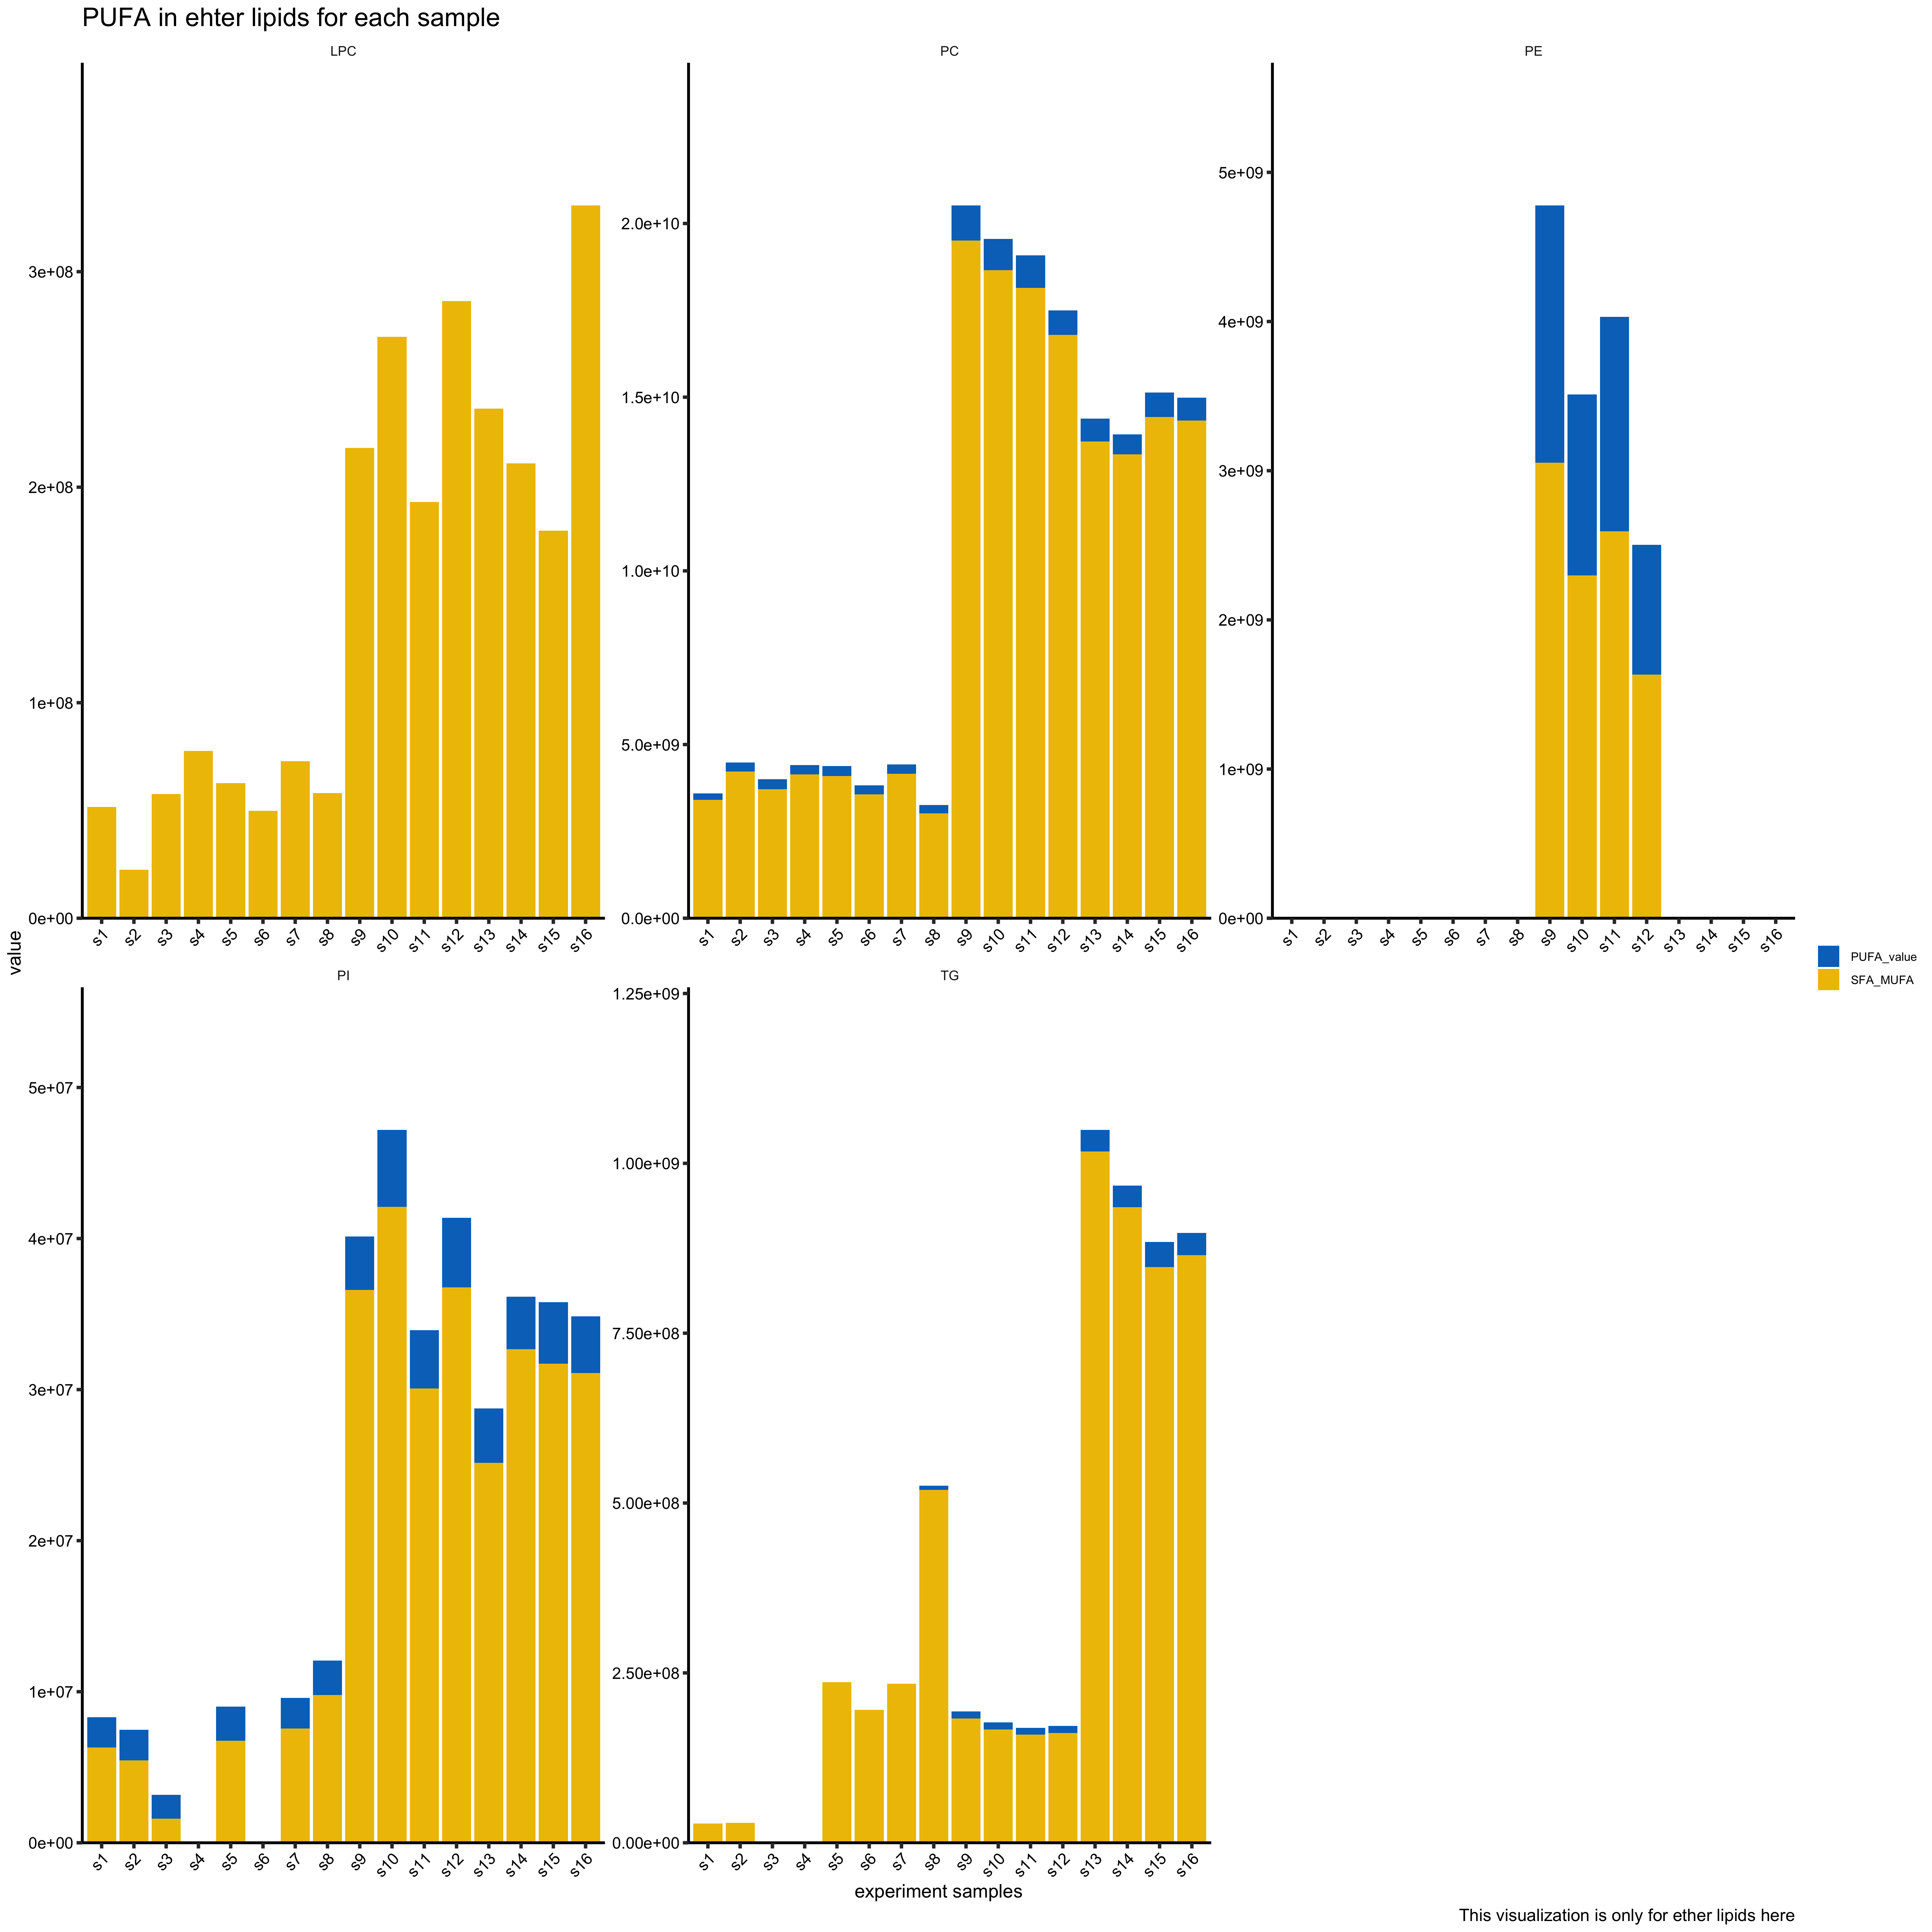 PUFA in ehter lipids for each sample
LPC
PC
PE
3e+08
2e+08
1e+08
0e+00
2.0e+10
1.5e+10
1.0e+10
5.0e+09
0.0e+00
5e+09
4e+09
3e+09
2e+09
1e+09
0e+00
s1 s2 s3 s4 s5 s6 s7 s8 s9 s10 s11 s12 s13 s14 s15 s16
s1 s2 s3 s4 s5 s6 s7 s8 s9 s10 s11 s12 s13 s14 s15 s16
s1 s2 s3 s4 s5 s6 s7 s8 s9 s10 s11 s12 s13 s14 s15 s16
value
PUFA_value
SFA_MUFA
PI
TG
5e+07
4e+07
3e+07
2e+07
1e+07
0e+00
1.25e+09
1.00e+09
7.50e+08
5.00e+08
2.50e+08
0.00e+00
s1 s2 s3 s4 s5 s6 s7 s8 s9 s10 s11 s12 s13 s14 s15 s16
s1 s2 s3 s4 s5 s6 s7 s8 s9 s10 s11 s12 s13 s14 s15 s16
experiment samples
This visualization is only for ether lipids here